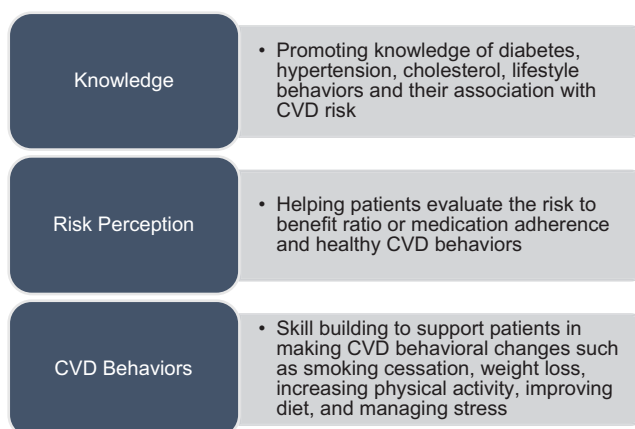 Knowledge
• Promoting knowledge of diabetes,
hypertension, cholesterol, lifestyle
behaviors and their association with
CVD risk
Risk Perception
• Helping patients evaluate the risk to
benefit ratio or medication adherence
and healthy CVD behaviors
CVD Behaviors
• Skill building to support patients in
making CVD behavioral changes such
as smoking cessation, weight loss,
increasing physical activity, improving
diet, and managing stress